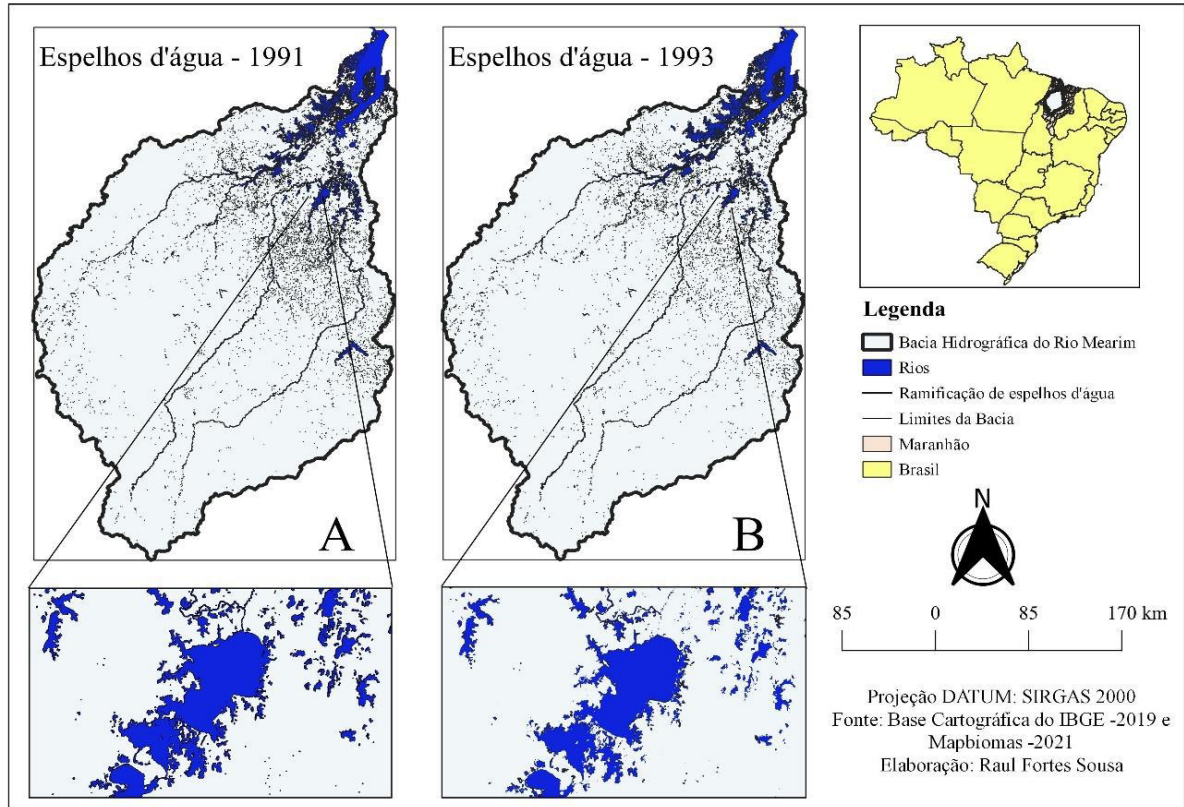 Espelhos d'água - 1991
A
Espelhos d'água - 1993
B
Legenda
Bacia Hidrográfica do Rio Mearim
Rios
Ramificação de espelhos d'água
Limites da Bacia
Maranhão
Brasil
N
85 0 85 170 km
Projeção DATUM: SIRGAS 2000
Fonte: Base Cartográfica do IBGE -2019 e
Mapbiomas -2021
Elaboração: Raul Fortes Sousa